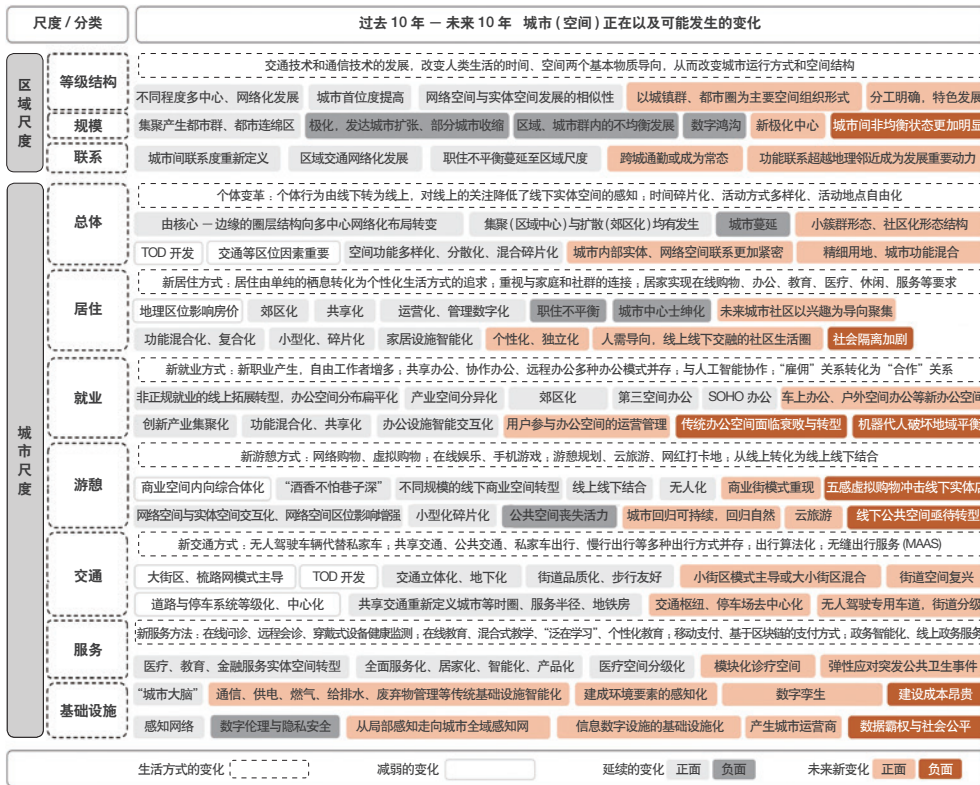 尺度 / 分类 过去 10 年 — 未来 10 年 城市（空间）正在以及可能发生的变化
区域尺度
等级结构
交通技术和通信技术的发展，改变人类生活的时间、空间两个基本物质导向，从而改变城市运行方式和空间结构
不同程度多中心、网络化发展 城市首位度提高 网络空间与实体空间发展的相似性 以城镇群、都市圈为主要空间组织形式 分工明确，特色发展
规模 集聚产生都市群、都市连绵区 极化，发达城市扩张、部分城市收缩 区域、城市群内的不均衡发展 数字鸿沟 新极化中心 城市间非均衡状态更加明显
联系 城市间联系度重新定义 区域交通网络化发展 职住不平衡蔓延至区域尺度 跨城通勤或成为常态 功能联系超越地理邻近成为发展重要动力
城市尺度
总体
个体变革：个体行为由线下转为线上，对线上的关注降低了线下实体空间的感知；时间碎片化、活动方式多样化、活动地点自由化
由核心 — 边缘的圈层结构向多中心网络化布局转变 集聚（区域中心）与扩散（郊区化）均有发生 城市蔓延 小簇群形态、社区化形态结构
TOD 开发 交通等区位因素重要 空间功能多样化、分散化、混合碎片化 城市内部实体、网络空间联系更加紧密 精细用地、城市功能混合
居住
新居住方式：居住由单纯的栖息转化为个性化生活方式的追求；重视与家庭和社群的连接；居家实现在线购物、办公、教育、医疗、休闲、服务等要求
地理区位影响房价 郊区化 共享化 运营化、管理数字化 职住不平衡 城市中心士绅化 未来城市社区以兴趣为导向聚集
功能混合化、复合化 小型化、碎片化 家居设施智能化 个性化、独立化 人需导向，线上线下交融的社区生活圈 社会隔离加剧
就业
新就业方式：新职业产生，自由工作者增多；共享办公、协作办公、远程办公多种办公模式并存；与人工智能协作；“雇佣”关系转化为“合作”关系
非正规就业的线上拓展转型，办公空间分布扁平化 产业空间分异化 郊区化 第三空间办公 SOHO 办公 车上办公、户外空间办公等新办公空间
创新产业集聚化 功能混合化、共享化 办公设施智能交互化 用户参与办公空间的运营管理 传统办公空间面临衰败与转型 机器代人破坏地域平衡
游憩
新游憩方式：网络购物、虚拟购物；在线娱乐、手机游戏；游憩规划、云旅游、网红打卡地；从线上转化为线上线下结合
商业空间内向综合体化 “酒香不怕巷子深” 不同规模的线下商业空间转型 线上线下结合 无人化 商业街模式重现 五感虚拟购物冲击线下实体店
网络空间与实体空间交互化、网络空间区位影响增强 小型化碎片化 公共空间丧失活力 城市回归可持续，回归自然 云旅游 线下公共空间亟待转型
交通
新交通方式：无人驾驶车辆代替私家车；共享交通、公共交通、私家车出行、慢行出行等多种出行方式并存；出行算法化；无缝出行服务 (MAAS)
大街区、梳路网模式主导 TOD 开发 交通立体化、地下化 街道品质化、步行友好 小街区模式主导或大小街区混合 街道空间复兴
道路与停车系统等级化、中心化 共享交通重新定义城市等时圈、服务半径、地铁房 交通枢纽、停车场去中心化 无人驾驶专用车道，街道分级
服务
新服务方法：在线问诊、远程会诊、穿戴式设备健康监测；在线教育、混合式教学、“泛在学习”、个性化教育；移动支付、基于区块链的支付方式；政务智能化、线上政务服务
医疗、教育、金融服务实体空间转型 全面服务化、居家化、智能化、产品化 医疗空间分级化 模块化诊疗空间 弹性应对突发公共卫生事件
基础设施
“城市大脑” 通信、供电、燃气、给排水、废弃物管理等传统基础设施智能化 建成环境要素的感知化 数字孪生 建设成本昂贵
感知网络 数字伦理与隐私安全 从局部感知走向城市全域感知网 信息数字设施的基础设施化 产生城市运营商 数据霸权与社会公平
生活方式的变化 减弱的变化 延续的变化 正面 负面 未来新变化 正面 负面